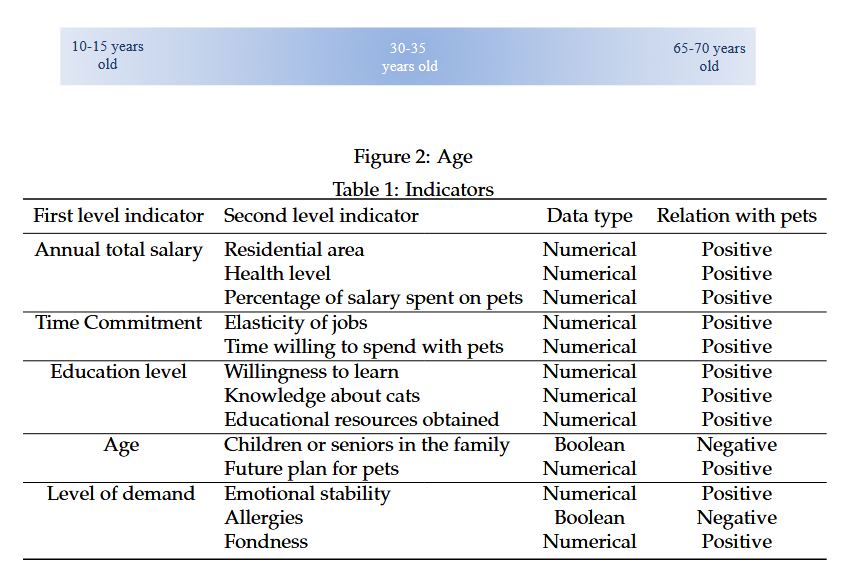 10-15 years old
30-35 years old
65-70 years old
Figure 2: Age
Table 1: Indicators
First level indicator Second level indicator Data type Relation with pets
Annual total salary Residential area Numerical Positive
Health level Numerical Positive
Percentage of salary spent on pets Numerical Positive
Time Commitment Elasticity of jobs Numerical Positive
Time willing to spend with pets Numerical Positive
Education level Willingness to learn Numerical Positive
Knowledge about cats Numerical Positive
Educational resources obtained Numerical Positive
Age Children or seniors in the family Boolean Negative
Future plan for pets Numerical Positive
Level of demand Emotional stability Numerical Positive
Allergies Boolean Negative
Fondness Numerical Positive